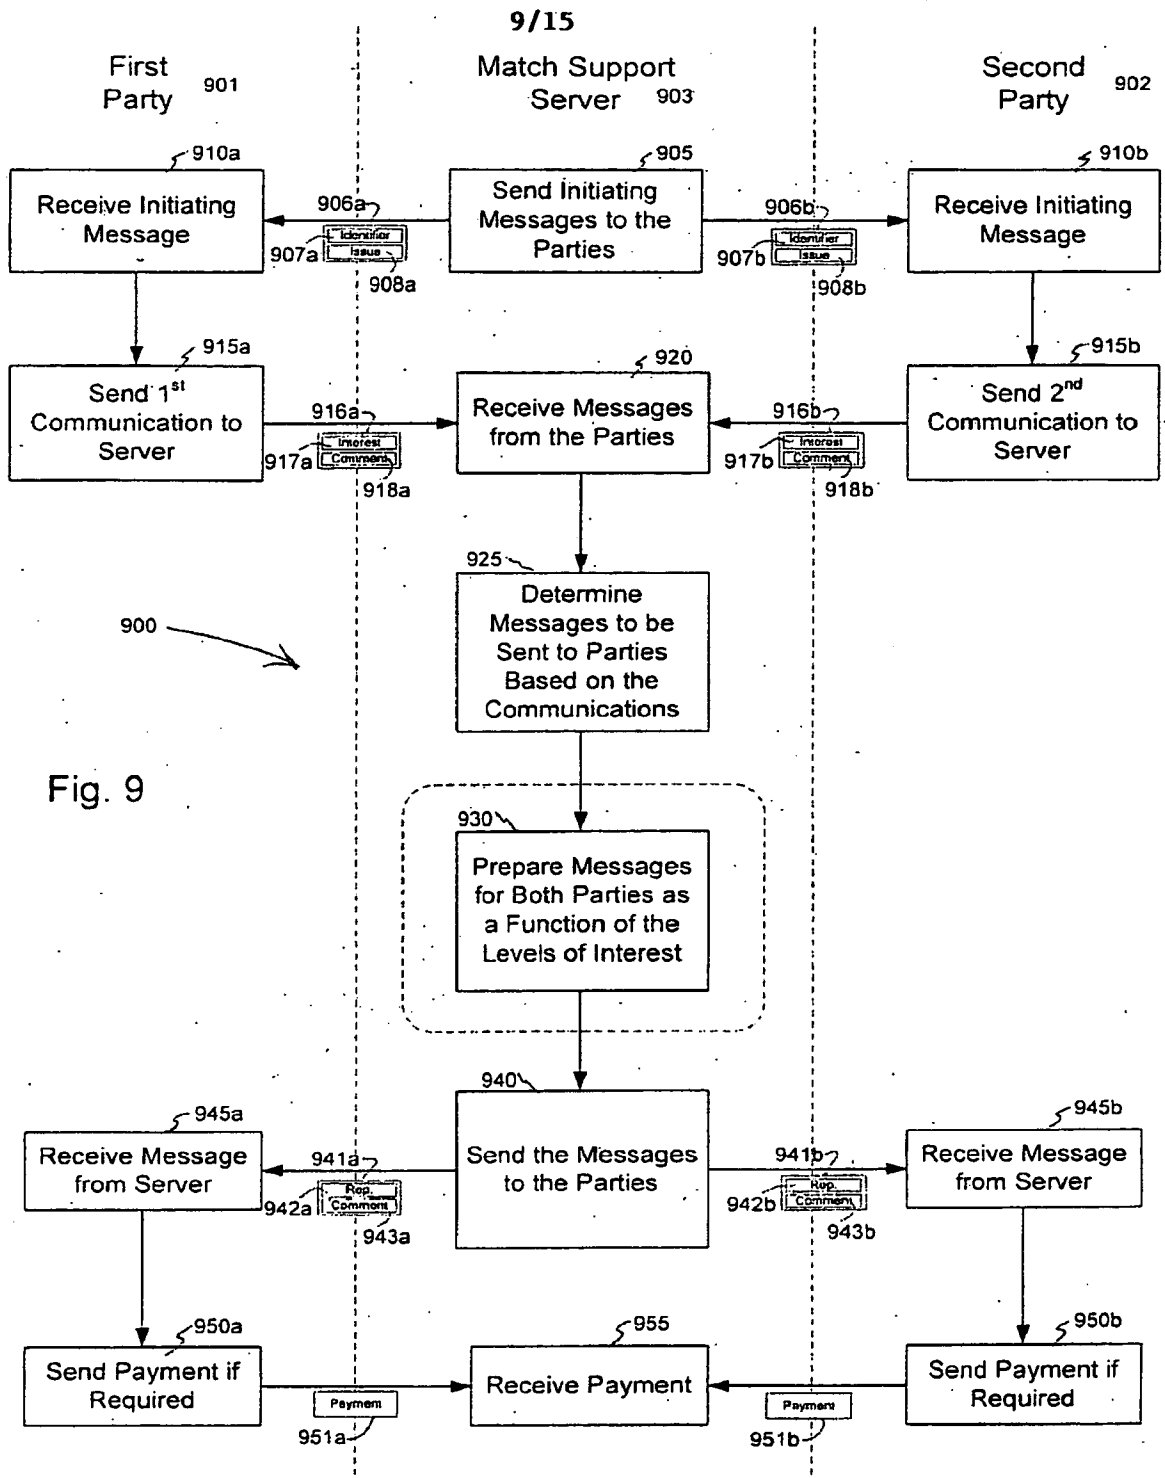 9/15
First
Party 901
Match Support
Server 903
Second
Party 902
910a
905
910b
Receive Initiating
Message
906a
Identifier
Issue
907a
908a
Send Initiating
Messages to the
Parties
906b
Identifier
Issue
907b
908b
Receive Initiating
Message
915a
920
915b
Send 1st
Communication to
Server
916a
Interest
Comment
917a
918a
Receive Messages
from the Parties
916b
Interest
Comment
917b
918b
Send 2nd
Communication to
Server
925
Determine
Messages to be
Sent to Parties
Based on the
Communications
900
Fig. 9
930
Prepare Messages
for Both Parties as
a Function of the
Levels of Interest
940
945a
945b
Receive Message
from Server
941a
Rep.
Comment
942a
943a
Send the Messages
to the Parties
941b
Rep.
Comment
942b
943b
Receive Message
from Server
950a
955
950b
Send Payment if
Required
Payment
951a
Receive Payment
Payment
951b
Send Payment if
Required